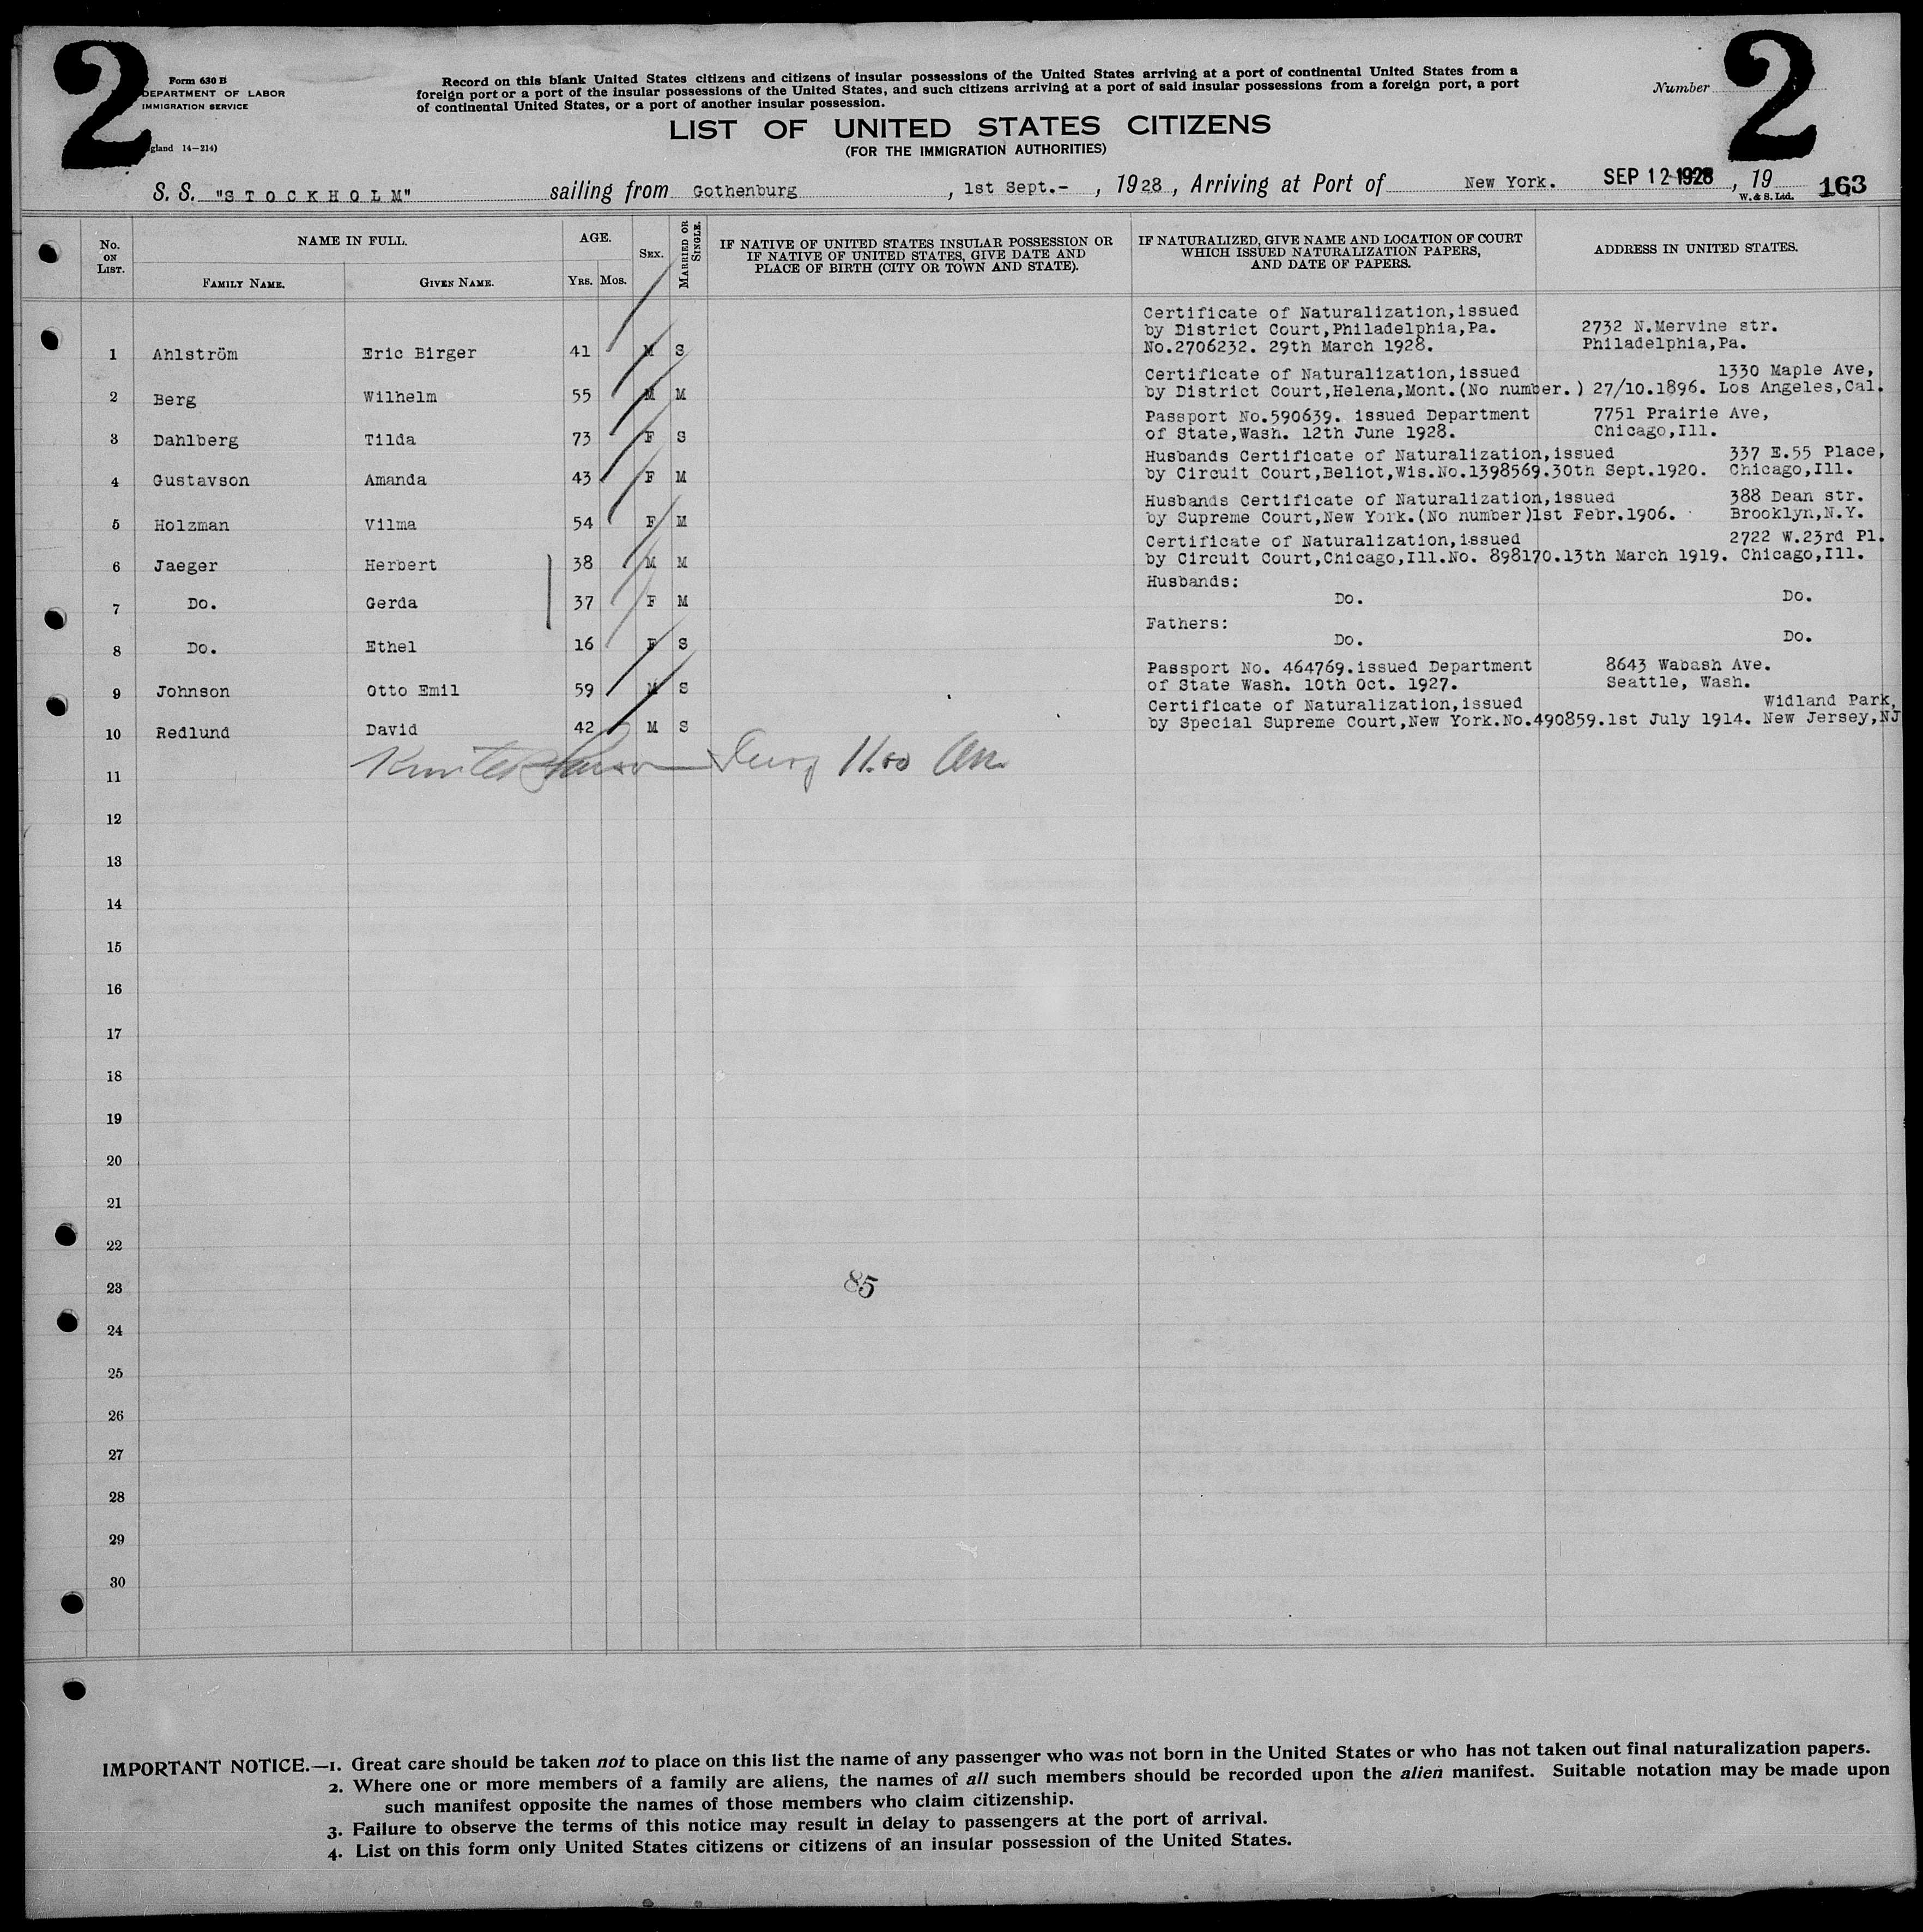 2
2
Form 630 B
DEPARTMENT OF LABOR
IMMIGRATION SERVICE
gland 14—214)
Record on this blank United States citizens and citizens of insular possessions of the United States arriving at a port of continental United States from a
foreign port or a port of the insular possessions of the United States, and such citizens arriving at a port of said insular possessions from a foreign port, a port
of continental United States, or a port of another insular possession.
Number
LIST OF UNITED STATES CITIZENS
(FOR THE IMMIGRATION AUTHORITIES)
S. S. "STOCKHOLM" sailing from Gothenburg, 1st Sept.-, 1928, Arriving at Port of New York. SEP 12 1928, 19
W. & S. Ltd.
163
No. ON LIST.
NAME IN FULL.
FAMILY NAME.
GIVEN NAME.
AGE.
YRS. MOS.
SEX.
MARRIED OR SINGLE.
IF NATIVE OF UNITED STATES INSULAR POSSESSION OR
IF NATIVE OF UNITED STATES, GIVE DATE AND
PLACE OF BIRTH (CITY OR TOWN AND STATE).
IF NATURALIZED, GIVE NAME AND LOCATION OF COURT
WHICH ISSUED NATURALIZATION PAPERS,
AND DATE OF PAPERS.
ADDRESS IN UNITED STATES.
Certificate of Naturalization,issued
by District Court,Philadelphia,Pa. 2732 N.Mervine str.
1 Ahlström Eric Birger 41 M S No.2706232. 29th March 1928. Philadelphia,Pa.
Certificate of Naturalization,issued 1330 Maple Ave,
2 Berg Wilhelm 55 M M by District Court,Helena,Mont.(No number.) 27/10.1896. Los Angeles,Cal.
Passport No.590639. issued Department 7751 Prairie Ave,
3 Dahlberg Tilda 73 F S of State,Wash. 12th June 1928. Chicago,Ill.
Husbands Certificate of Naturalization,issued 337 E.55 Place,
4 Gustavson Amanda 43 F M by Circuit Court,Beliot,Wis.No.1398569.30th Sept.1920. Chicago,Ill.
Husbands Certificate of Naturalization,issued 388 Dean str.
5 Holzman Vilma 54 F M by Supreme Court,New York.(No number)1st Febr.1906. Brooklyn,N.Y.
Certificate of Naturalization,issued 2722 W.23rd Pl.
6 Jaeger Herbert 38 M M by Circuit Court,Chicago,Ill.No. 898170.13th March 1919. Chicago,Ill.
Husbands:
7 Do. Gerda 37 F M Do. Do.
Fathers:
8 Do. Ethel 16 F S Do. Do.
Passport No. 464769.issued Department 8643 Wabash Ave.
9 Johnson Otto Emil 59 M S of State Wash. 10th Oct. 1927. Seattle, Wash.
Certificate of Naturalization,issued Widland Park,
10 Redlund David 42 M S by Special Supreme Court,New York.No.490859.1st July 1914. New Jersey,NJ
11 11.00 Am
12
13
14
15
16
17
18
19
20
21
22
23 85
24
25
26
27
28
29
30
IMPORTANT NOTICE.—1. Great care should be taken not to place on this list the name of any passenger who was not born in the United States or who has not taken out final naturalization papers.
2. Where one or more members of a family are aliens, the names of all such members should be recorded upon the alien manifest. Suitable notation may be made upon
such manifest opposite the names of those members who claim citizenship.
3. Failure to observe the terms of this notice may result in delay to passengers at the port of arrival.
4. List on this form only United States citizens or citizens of an insular possession of the United States.